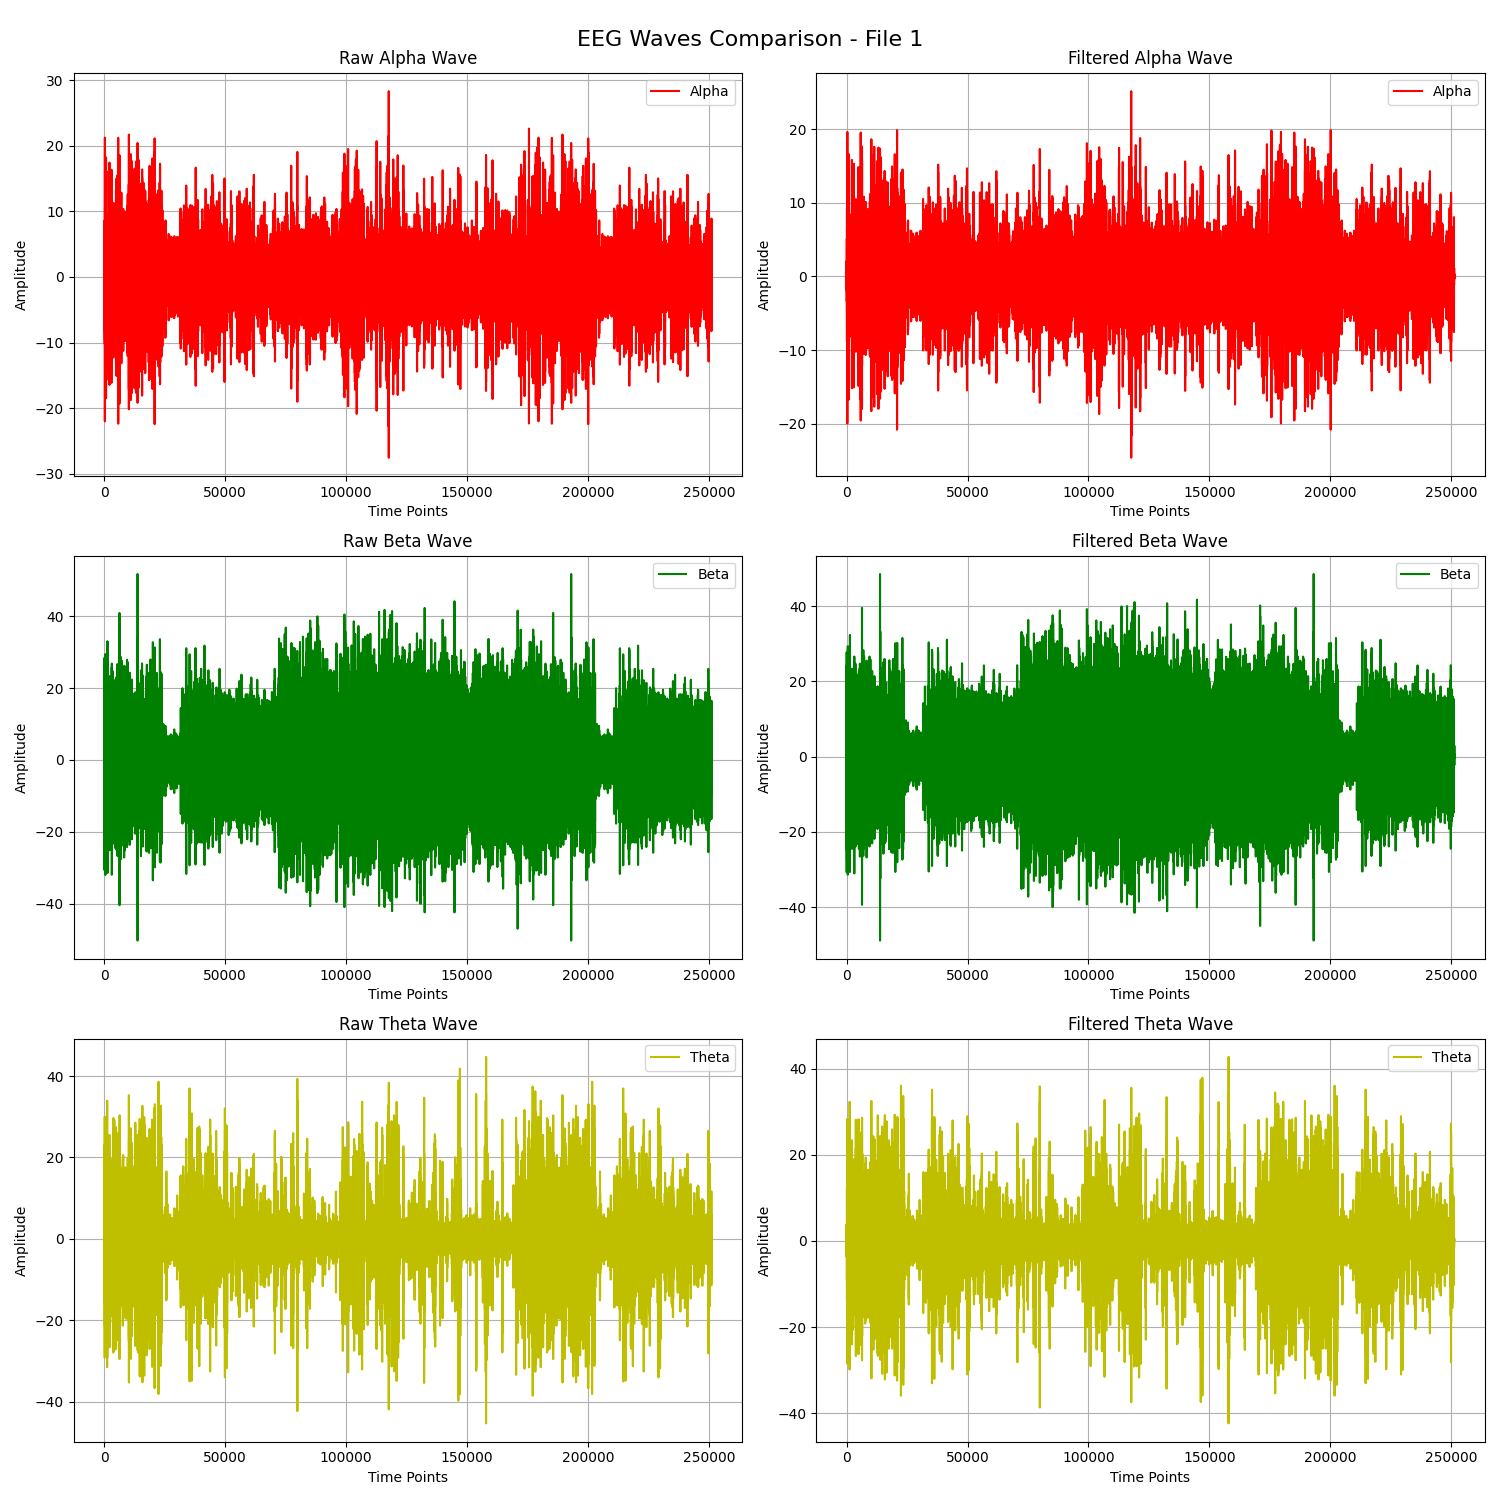 EEG Waves Comparison - File 1
Raw Alpha Wave
Alpha
30
20
10
0
−10
−20
−30
Amplitude
0 50000 100000 150000 200000 250000
Time Points
Filtered Alpha Wave
Alpha
20
10
0
−10
−20
Amplitude
0 50000 100000 150000 200000 250000
Time Points
Raw Beta Wave
Beta
40
20
0
−20
−40
Amplitude
0 50000 100000 150000 200000 250000
Time Points
Filtered Beta Wave
Beta
40
20
0
−20
−40
Amplitude
0 50000 100000 150000 200000 250000
Time Points
Raw Theta Wave
Theta
40
20
0
−20
−40
Amplitude
0 50000 100000 150000 200000 250000
Time Points
Filtered Theta Wave
Theta
40
20
0
−20
−40
Amplitude
0 50000 100000 150000 200000 250000
Time Points